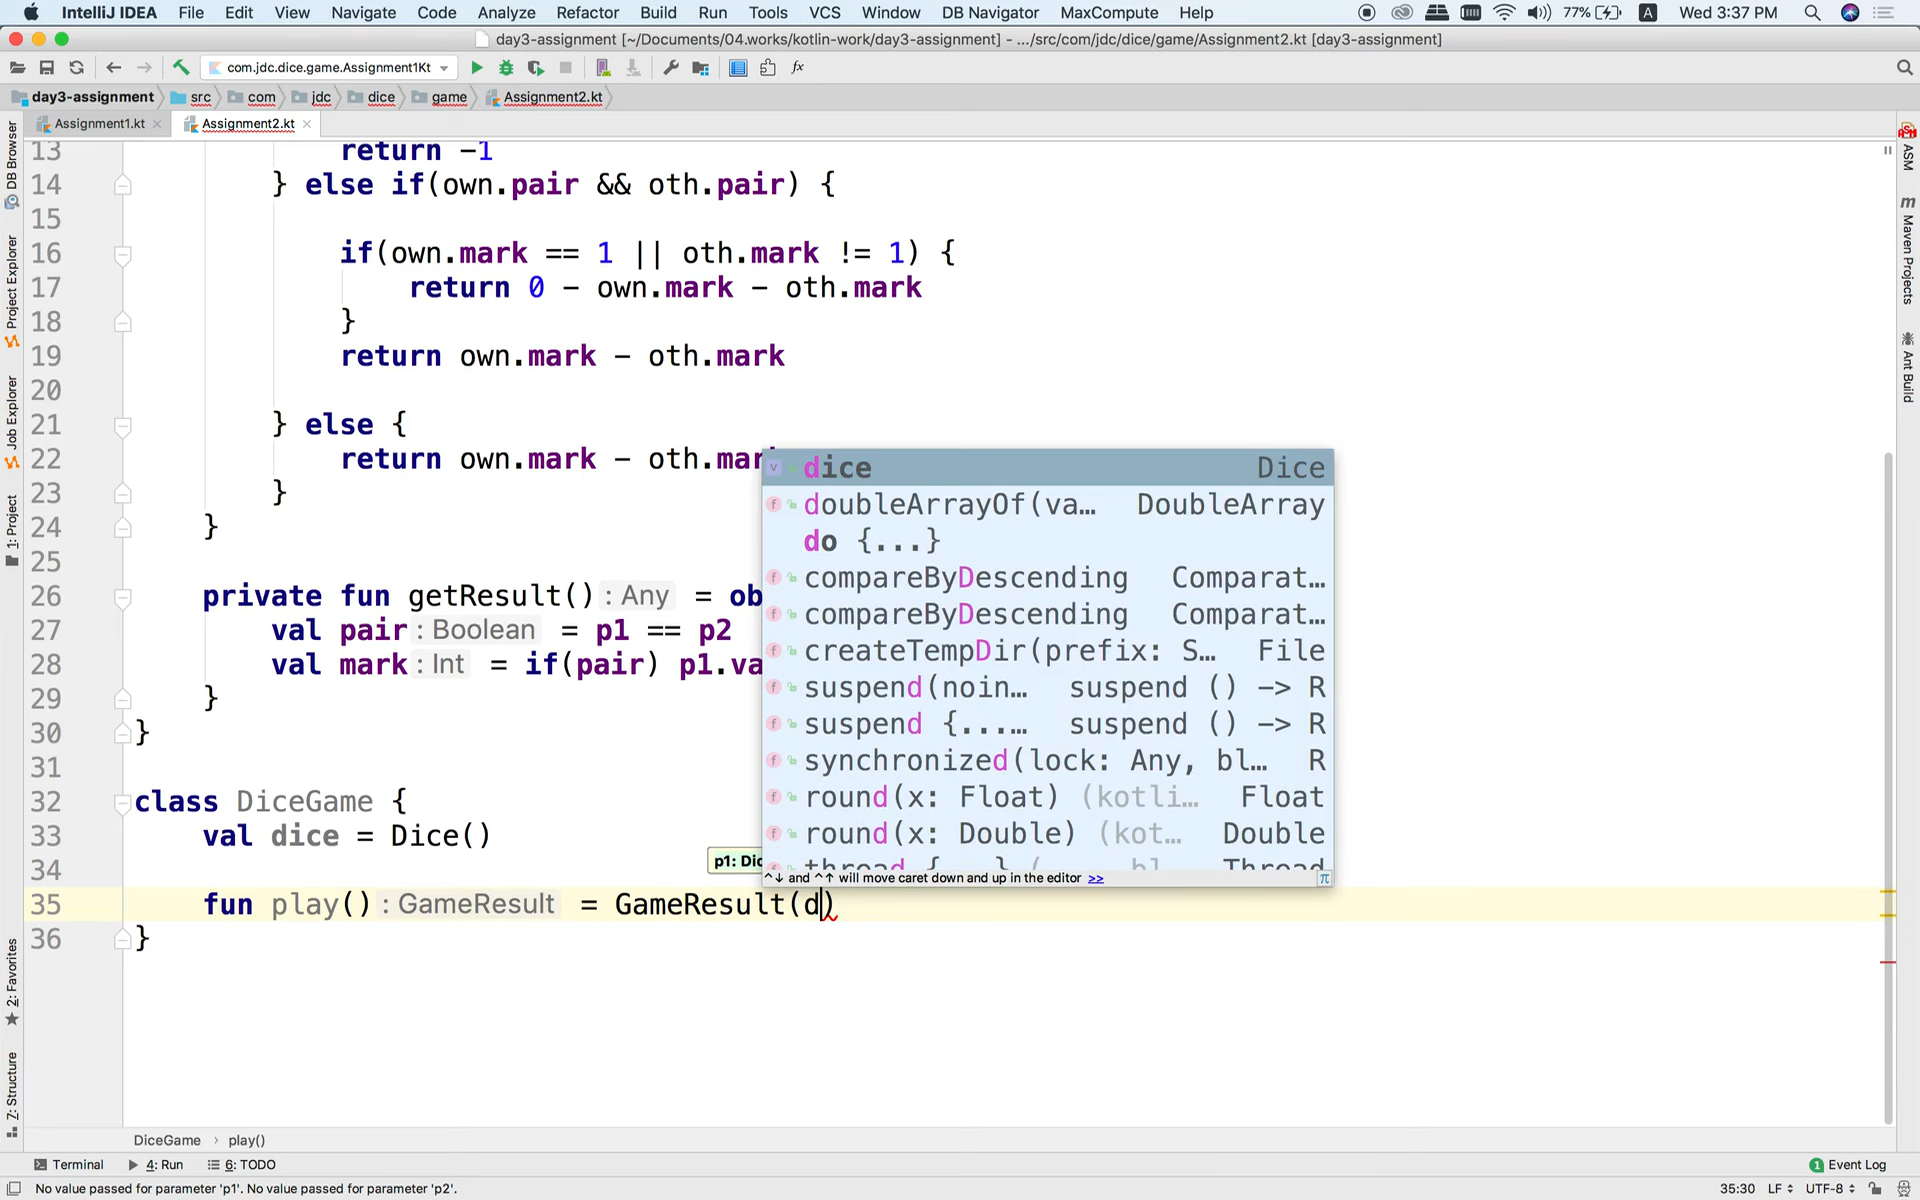 IntelliJ IDEA File Edit View Navigate Code Analyze Refactor Build Run Tools VCS Window DB Navigator MaxCompute Help 77% A Wed 3:37 PM
day3-assignment [~/Documents/04.works/kotlin-work/day3-assignment] - .../src/com/jdc/dice/game/Assignment2.kt [day3-assignment]
com.jdc.dice.game.Assignment1Kt
day3-assignment src com jdc dice game Assignment2.kt
Assignment1.kt Assignment2.kt
13 return -1
14 } else if(own.pair && oth.pair) {
15
16 if(own.mark == 1 || oth.mark != 1) {
17 return 0 - own.mark - oth.mark
18 }
19 return own.mark - oth.mark
20
21 } else {
22 return own.mark - oth.mar
23 }
24 }
25
26 private fun getResult() : Any = ob
27 val pair : Boolean = p1 == p2
28 val mark : Int = if(pair) p1.va
29 }
30 }
31
32 class DiceGame {
33 val dice = Dice()
34
35 fun play() : GameResult = GameResult(d)
36 }
dice Dice
doubleArrayOf(va… DoubleArray
do {...}
compareByDescending Comparat…
compareByDescending Comparat…
createTempDir(prefix: S… File
suspend(noin… suspend () -> R
suspend {...… suspend () -> R
synchronized(lock: Any, bl… R
round(x: Float) (kotli… Float
round(x: Double) (kot… Double
^↓ and ^↑ will move caret down and up in the editor >> π
p1: Dic
DB Browser
Project Explorer
Job Explorer
1: Project
2: Favorites
Z: Structure
ASM
Maven Projects
Ant Build
DiceGame › play()
Terminal 4: Run 6: TODO 1 Event Log
No value passed for parameter 'p1'. No value passed for parameter 'p2'. 35:30 LF UTF-8